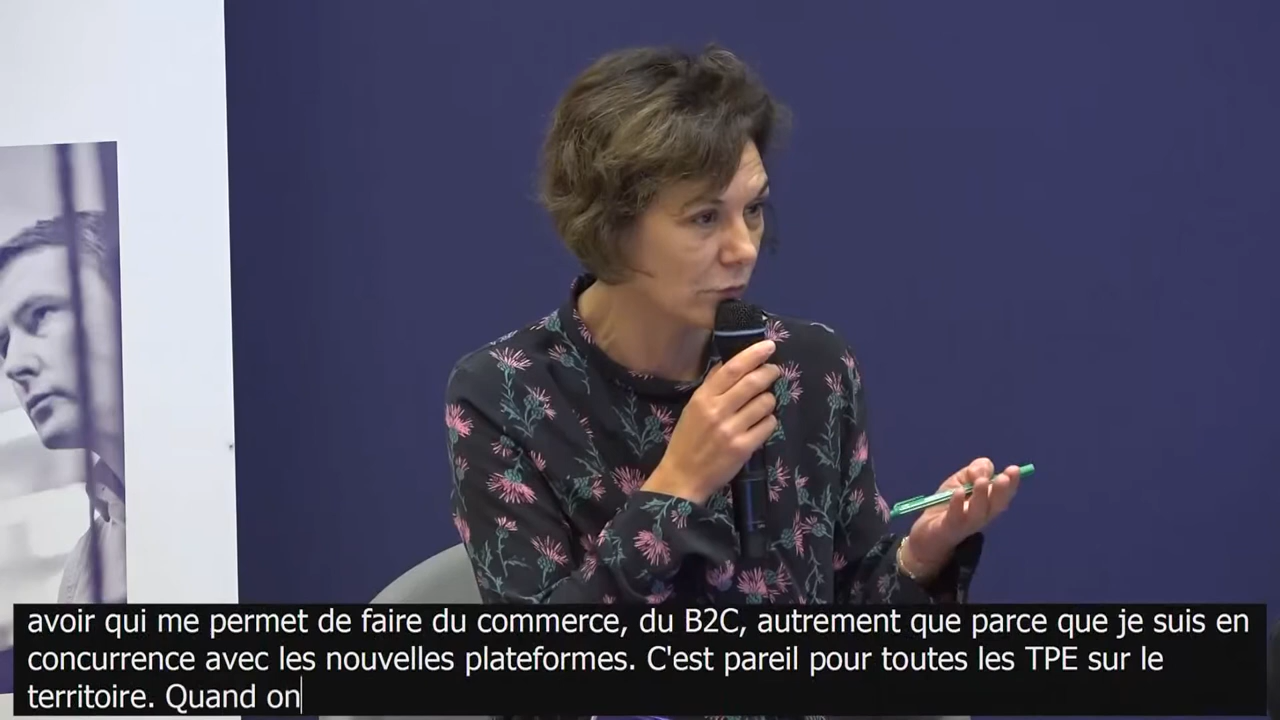 avoir qui me permet de faire du commerce, du B2C, autrement que parce que je suis en
concurrence avec les nouvelles plateformes. C'est pareil pour toutes les TPE sur le
territoire. Quand on